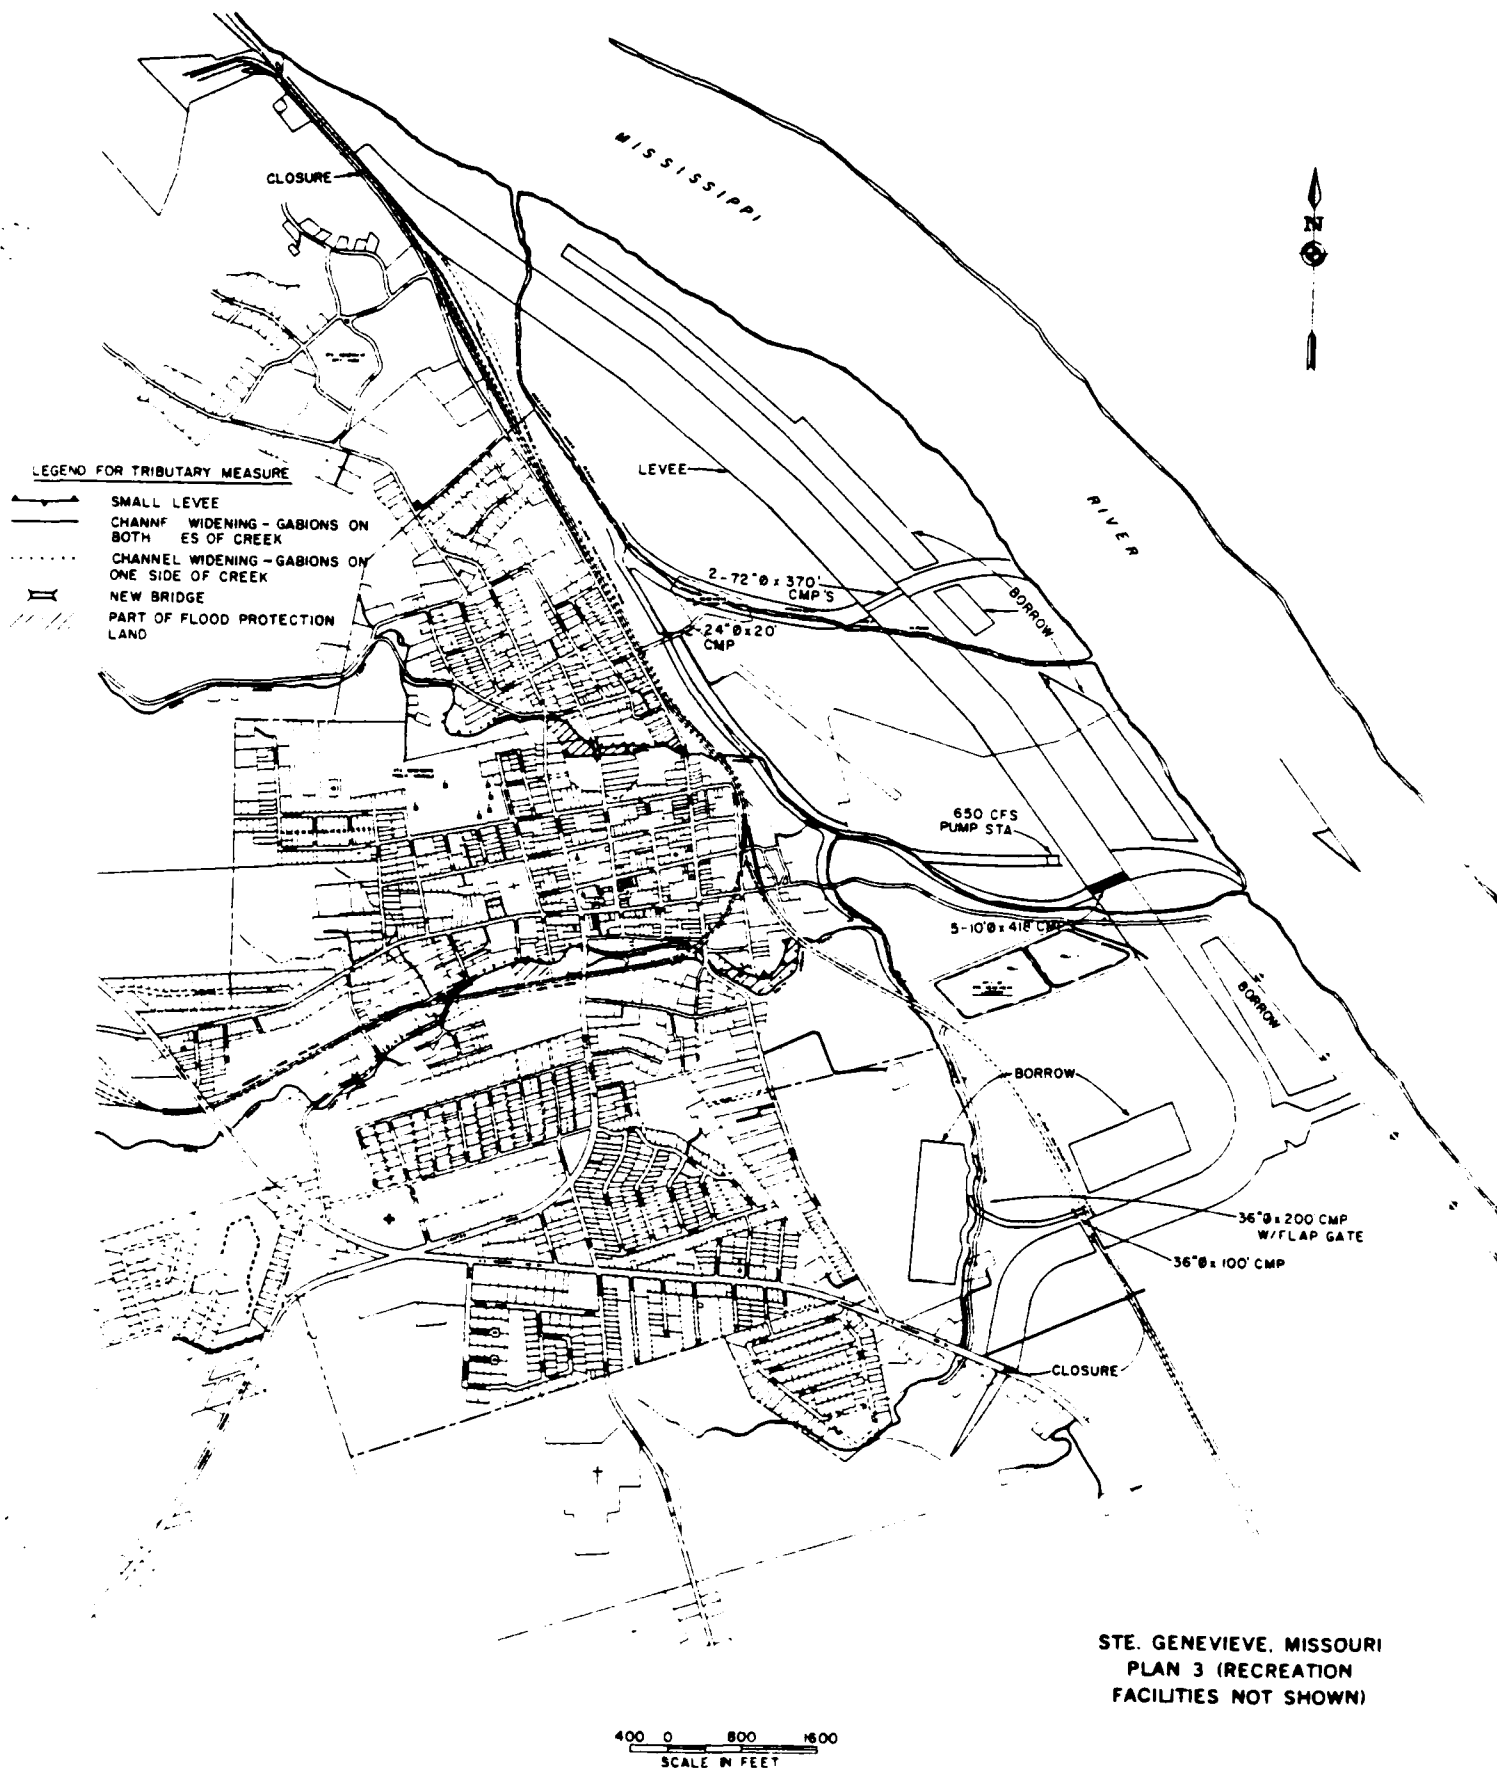 MISSISSIPPI
CLOSURE
N
LEVEE
RIVER
LEGEND FOR TRIBUTARY MEASURE
SMALL LEVEE
CHANNE WIDENING - GABIONS ON
BOTH ES OF CREEK
CHANNEL WIDENING - GABIONS ON
ONE SIDE OF CREEK
NEW BRIDGE
PART OF FLOOD PROTECTION
LAND
2-72"Ø x 370'
CMP'S
BORROW
2-24"Ø x 20'
CMP
650 CFS
PUMP STA
5-10'Ø x 418' CMP
BORROW
BORROW
36"Ø x 200 CMP
W/FLAP GATE
36"Ø x 100' CMP
CLOSURE
STE. GENEVIEVE, MISSOURI
PLAN 3 (RECREATION
FACILITIES NOT SHOWN)
400 0 800 1600
SCALE IN FEET